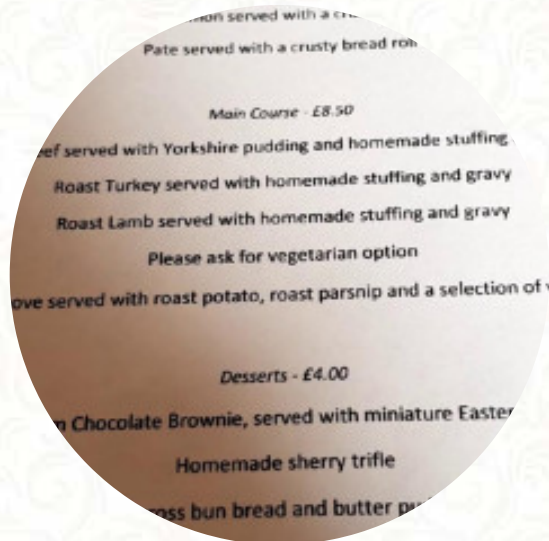 served with a
Pate served with a crusty bread
Main Course - £8.50
served with Yorkshire pudding and homemade stuffing
Roast Turkey served with homemade stuffing and gravy
Roast Lamb served with homemade stuffing and gravy
Please ask for vegetarian option
served with roast potato, roast parsnip and a selection of
Desserts - £4.00
Chocolate Brownie, served with miniature Easter
Homemade sherry trifle
bun bread and butter